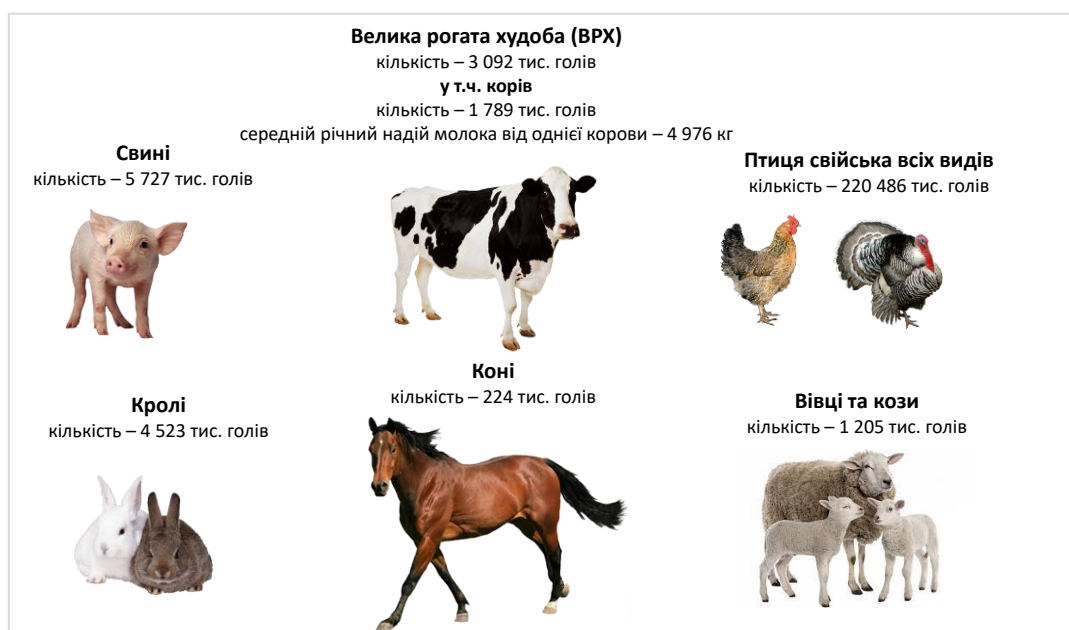 Велика рогата худоба (ВРХ)
кількість – 3 092 тис. голів
у т.ч. корів
кількість – 1 789 тис. голів
середній річний надій молока від однієї корови – 4 976 кг
Свині
кількість – 5 727 тис. голів
Птиця свійська всіх видів
кількість – 220 486 тис. голів
Коні
кількість – 224 тис. голів
Кролі
кількість – 4 523 тис. голів
Вівці та кози
кількість – 1 205 тис. голів